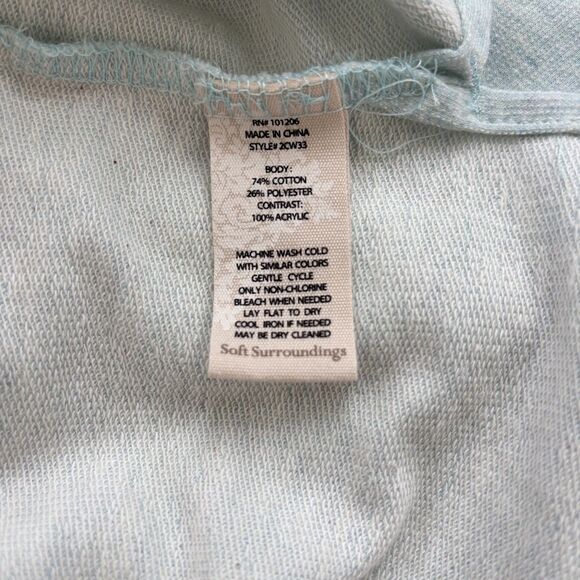 RN# 101206
MADE IN CHINA
STYLE# 2CW33
BODY:
74% COTTON
26% POLYESTER
CONTRAST:
100% ACRYLIC
MACHINE WASH COLD
WITH SIMILAR COLORS
GENTLE CYCLE
ONLY NON-CHLORINE
BLEACH WHEN NEEDED
LAY FLAT TO DRY
COOL IRON IF NEEDED
MAY BE DRY CLEANED
Soft Surroundings